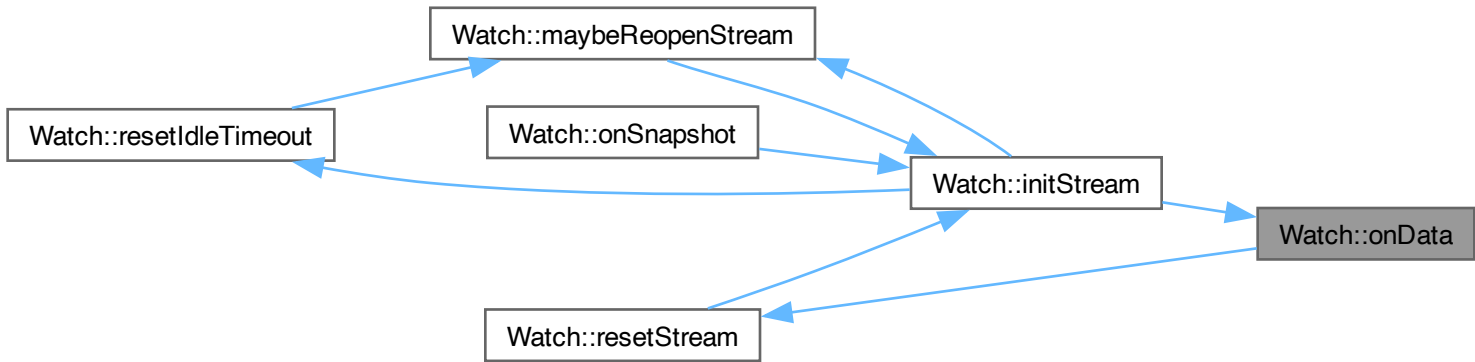 Watch::maybeReopenStream
Watch::resetIdleTimeout
Watch::onSnapshot
Watch::initStream
Watch::onData
Watch::resetStream